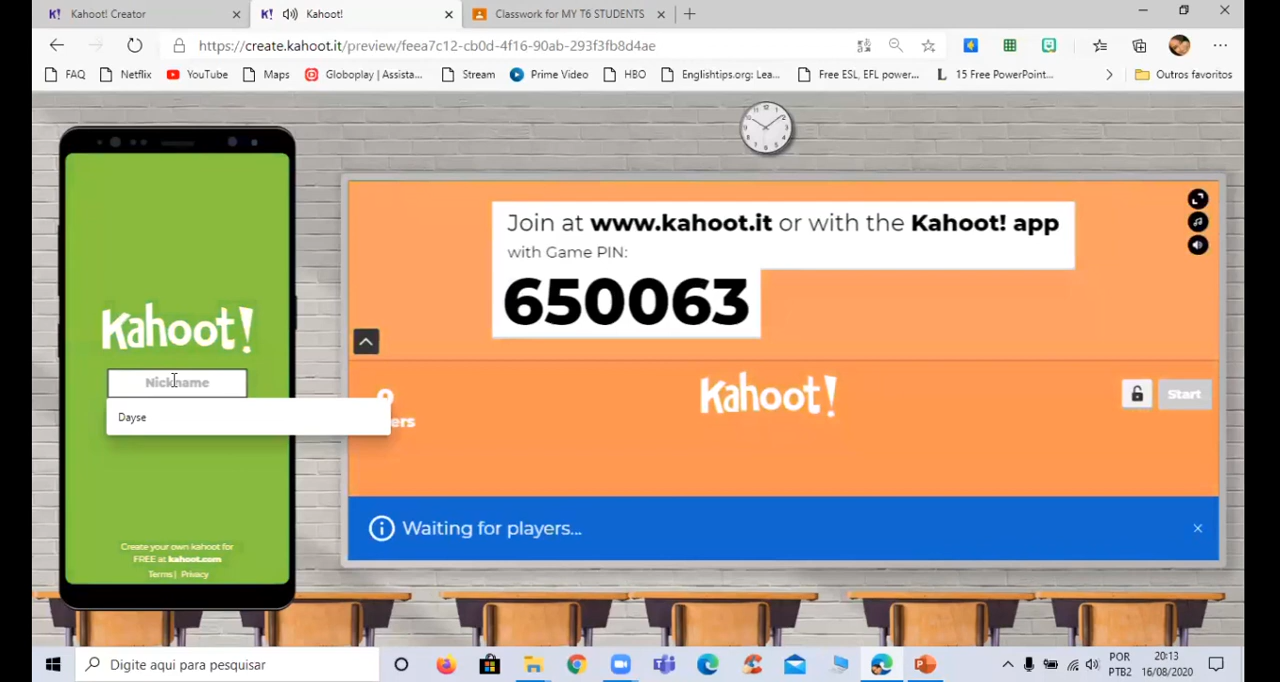 Kahoot! Creator
Kahoot!
Classwork for MY T6 STUDENTS
https://create.kahoot.it/preview/feea7c12-cb0d-4f16-90ab-293f3fb8d4ae
FAQ
Netflix
YouTube
Maps
Globoplay | Assista...
Stream
Prime Video
HBO
Englishtips.org: Lea...
Free ESL, EFL power...
15 Free PowerPoint...
Outros favoritos
Kahoot!
Nickname
Dayse
Create your own kahoot for
FREE at kahoot.com
Terms | Privacy
Join at www.kahoot.it or with the Kahoot! app
with Game PIN:
650063
ers
Kahoot!
Start
Waiting for players...
Digite aqui para pesquisar
POR
PTB2
20:13
16/08/2020